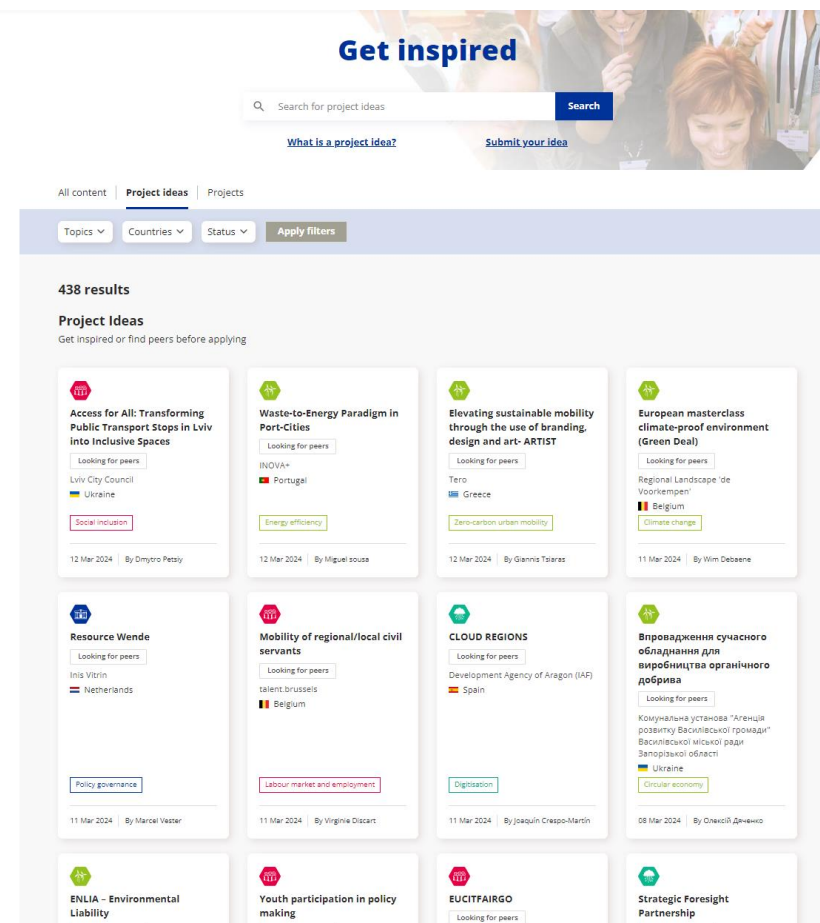 Get inspired
Search for project ideas
Search
What is a project idea?
Submit your idea
All content
Project ideas
Projects
Topics
Countries
Status
Apply filters
438 results
Project Ideas
Get inspired or find peers before applying
Access for All: Transforming
Public Transport Stops in Lviv
into Inclusive Spaces
Looking for peers
Lviv City Council
Ukraine
Social inclusion
12 Mar 2024
By Dmytro Petsiy
Waste-to-Energy Paradigm in
Port-Cities
Looking for peers
INOVA+
Portugal
Energy efficiency
12 Mar 2024
By Miguel sousa
Elevating sustainable mobility
through the use of branding,
design and art- ARTIST
Looking for peers
Tero
Greece
Zero-carbon urban mobility
12 Mar 2024
By Giannis Tsiaras
European masterclass
climate-proof environment
(Green Deal)
Looking for peers
Regional Landscape 'de
Voorkempen'
Belgium
Climate change
11 Mar 2024
By Wim Debaene
Resource Wende
Looking for peers
Inis Vitrin
Netherlands
Policy governance
11 Mar 2024
By Marcel Vester
Mobility of regional/local civil
servants
Looking for peers
talent.brussels
Belgium
Labour market and employment
11 Mar 2024
By Virginie Discart
CLOUD REGIONS
Looking for peers
Development Agency of Aragon (IAF)
Spain
Digitisation
11 Mar 2024
By Joaquín Crespo-Martín
Впровадження сучасного
обладнання для
виробництва органічного
добрива
Looking for peers
Комунальна установа "Агенція
розвитку Василівської громади"
Василівської міської ради
Запорізької області
Ukraine
Circular economy
08 Mar 2024
By Олексій Дяченко
ENLIA – Environmental
Liability
Youth participation in policy
making
EUCITFAIRGO
Looking for peers
Strategic Foresight
Partnership